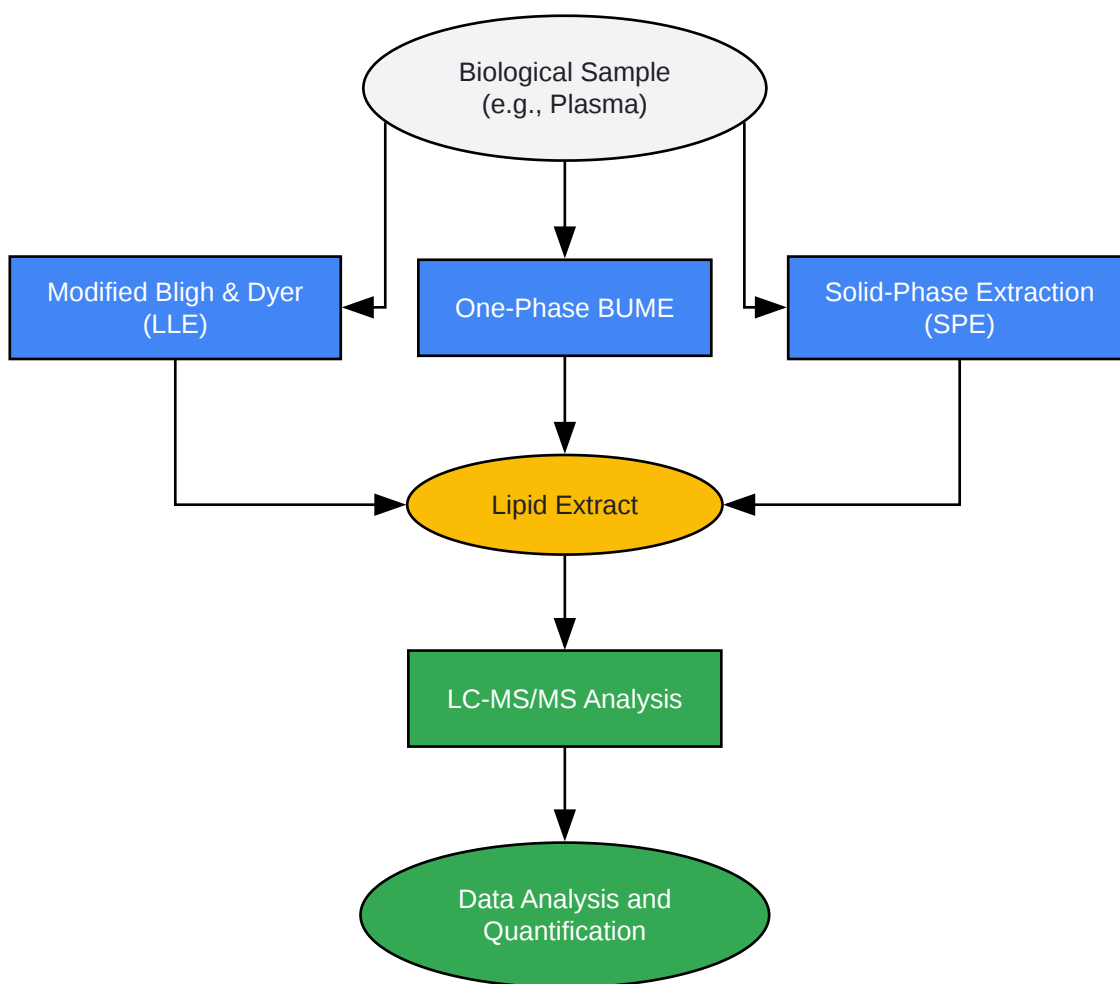 Biological Sample
(e.g., Plasma)
Modified Bligh & Dyer
(LLE)
One-Phase BUME
Solid-Phase Extraction
(SPE)
Lipid Extract
LC-MS/MS Analysis
Data Analysis and
Quantification